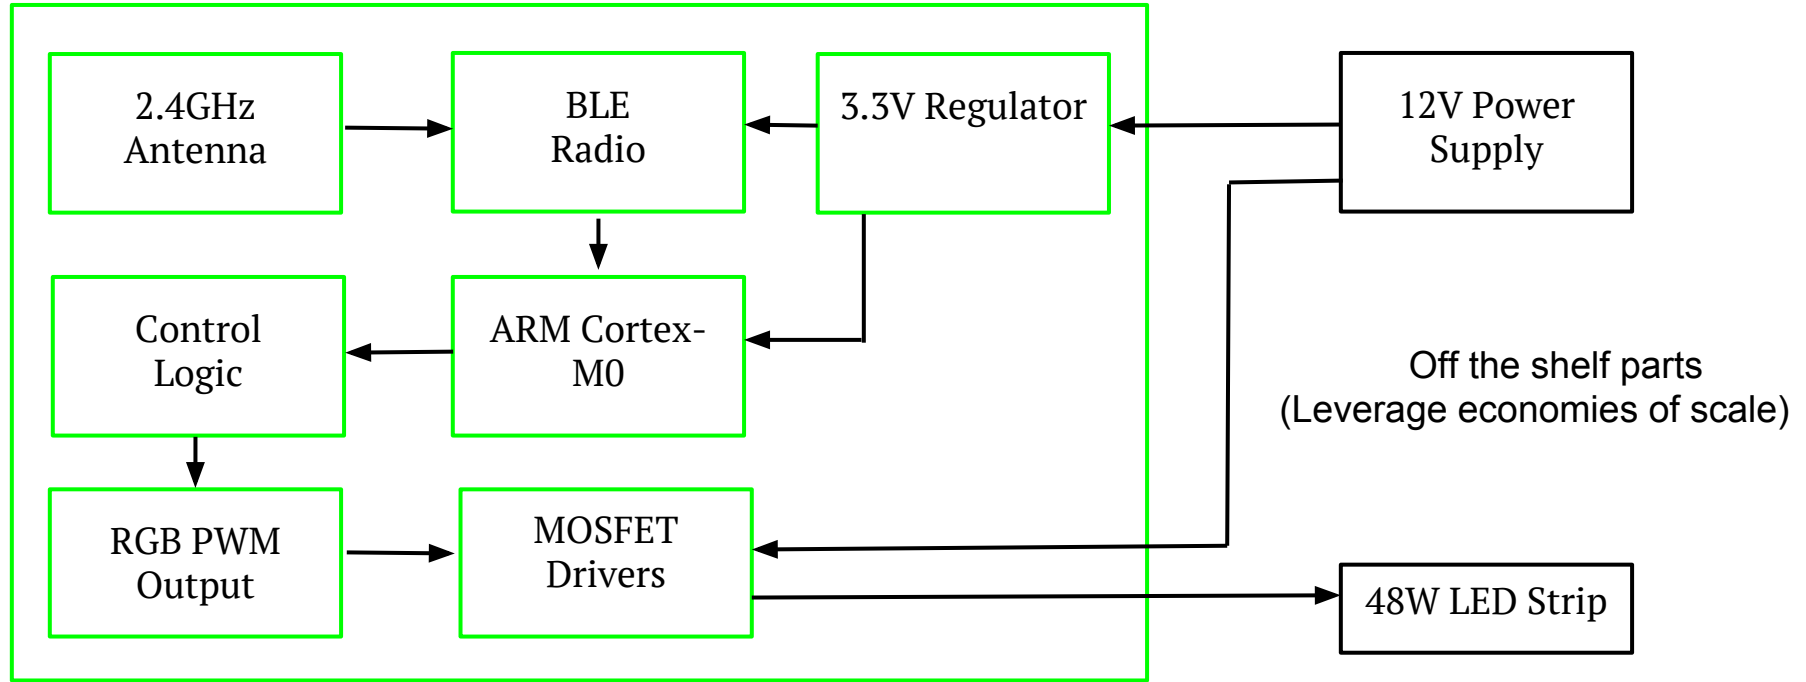 2.4GHz
Antenna
BLE
Radio
3.3V Regulator
12V Power
Supply
Control
Logic
ARM Cortex-
M0
Off the shelf parts
(Leverage economies of scale)
RGB PWM
Output
MOSFET
Drivers
48W LED Strip